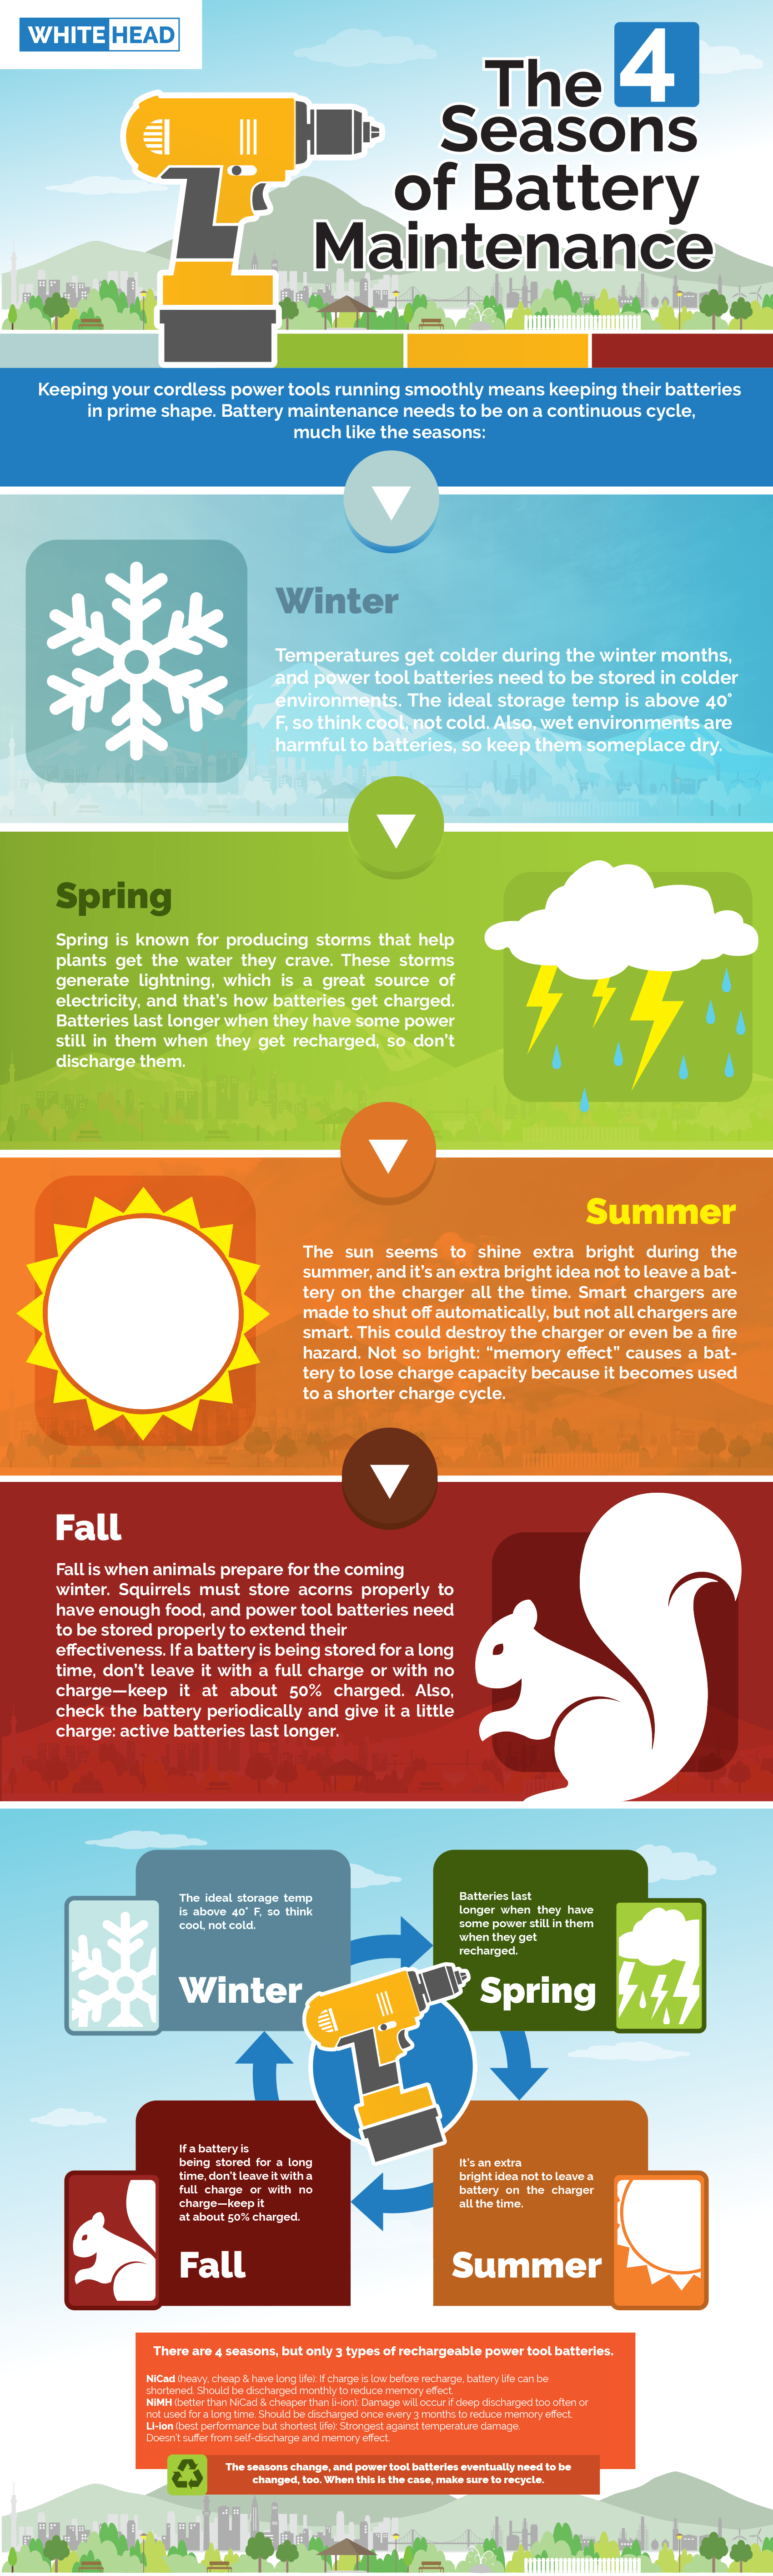 WHITEHEAD
The 4
Seasons
of Battery
Maintenance
Keeping your cordless power tools running smoothly means keeping their batteries
in prime shape. Battery maintenance needs to be on a continuous cycle,
much like the seasons:
Winter
Temperatures get colder during the winter months,
and power tool batteries need to be stored in colder
environments. The ideal storage temp is above 40°
F, so think cool, not cold. Also, wet environments are
harmful to batteries, so keep them someplace dry.
Spring
Spring is known for producing storms that help
plants get the water they crave. These storms
generate lightning, which is a great source of
electricity, and that's how batteries get charged.
Batteries last longer when they have some power
still in them when they get recharged, so don't
discharge them.
Summer
The sun seems to shine extra bright during the
summer, and it's an extra bright idea not to leave a bat-
tery on the charger all the time. Smart chargers are
made to shut off automatically, but not all chargers are
smart. This could destroy the charger or even be a fire
hazard. Not so bright: “memory effect” causes a bat-
tery to lose charge capacity because it becomes used
to a shorter charge cycle.
Fall
Fall is when animals prepare for the coming
winter. Squirrels must store acorns properly to
have enough food, and power tool batteries need
to be stored properly to extend their
effectiveness. If a battery is being stored for a long
time, don't leave it with a full charge or with no
charge—keep it at about 50% charged. Also,
check the battery periodically and give it a little
charge: active batteries last longer.
The ideal storage temp
is above 40° F, so think
cool, not cold.
Winter
Batteries last
longer when they have
some power still in them
when they get
recharged.
Spring
If a battery is
being stored for a long
time, don't leave it with a
full charge or with no
charge—keep it
at about 50% charged.
Fall
It's an extra
bright idea not to leave a
battery on the charger
all the time.
Summer
There are 4 seasons, but only 3 types of rechargeable power tool batteries.
NiCad (heavy, cheap & have long life): If charge is low before recharge, battery life can be
shortened. Should be discharged monthly to reduce memory effect.
NiMH (better than NiCad & cheaper than li-ion): Damage will occur if deep discharged too often or
not used for a long time. Should be discharged once every 3 months to reduce memory effect.
Li-ion (best performance but shortest life): Strongest against temperature damage.
Doesn't suffer from self-discharge and memory effect.
The seasons change, and power tool batteries eventually need to be
changed, too. When this is the case, make sure to recycle.